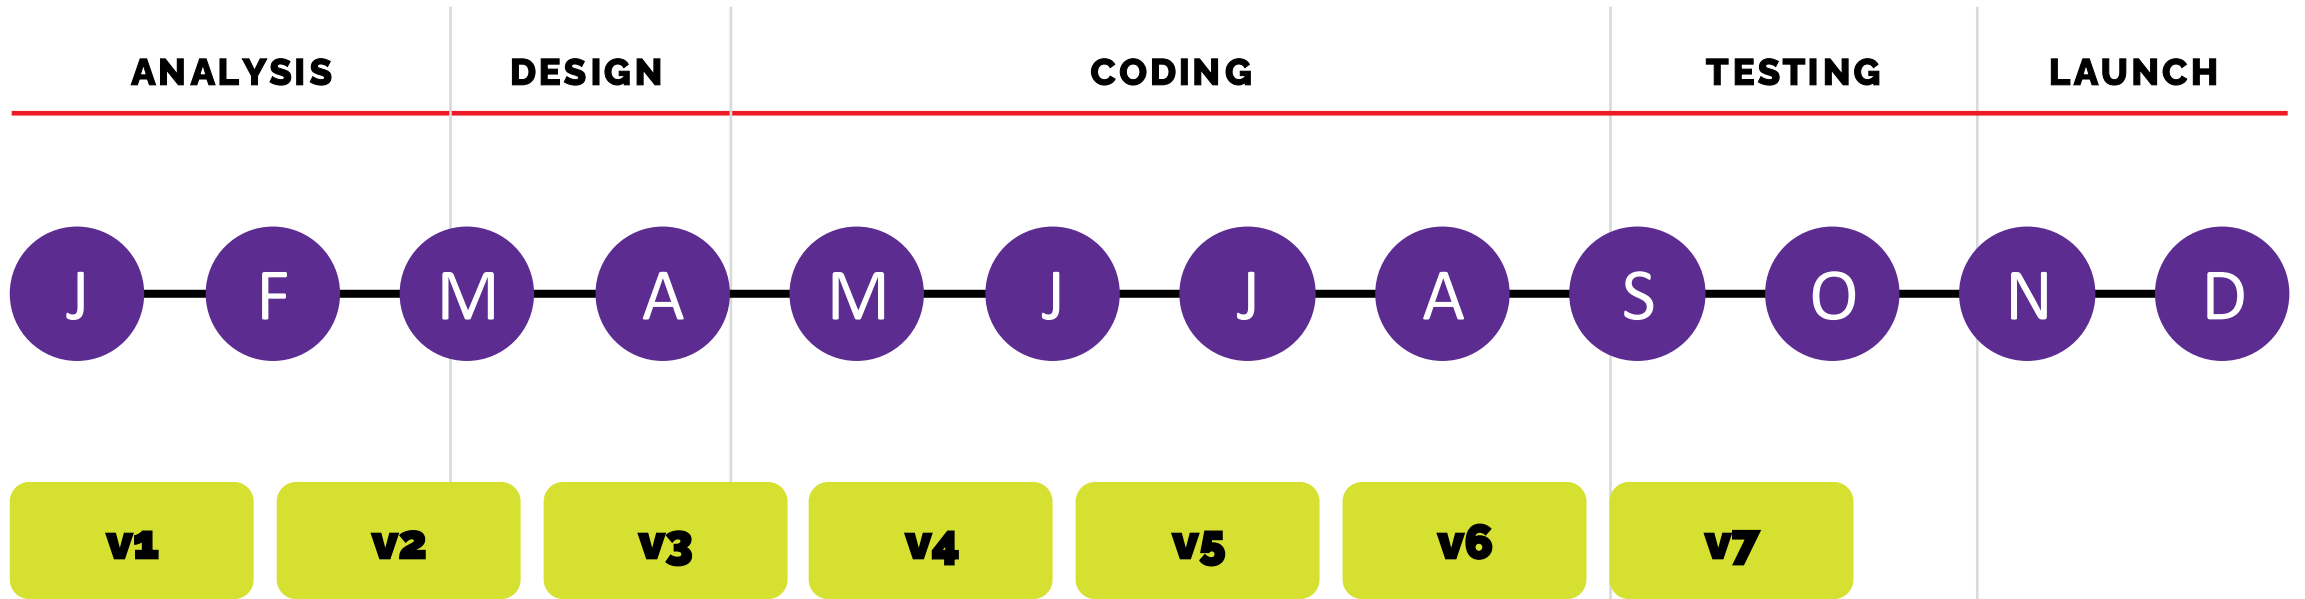 ANALYSIS DESIGN CODING TESTING LAUNCH
J F M A M J J A S O N D
v1 v2 v3 v4 v5 v6 v7